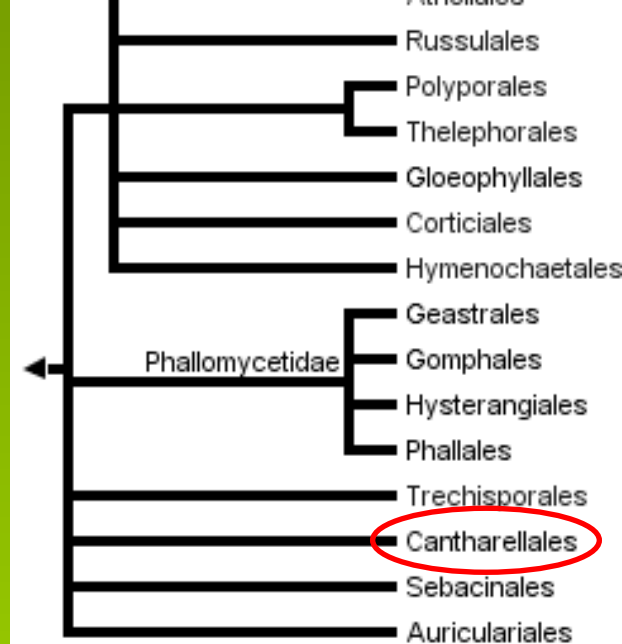 Russulales
Polyporales
Thelephorales
Gloeophyllales
Corticiales
Hymenochaetales
Geastrales
Phallomycetidae
Gomphales
Hysterangiales
Phallales
Trechisporales
Cantharellales
Sebacinales
Auriculariales